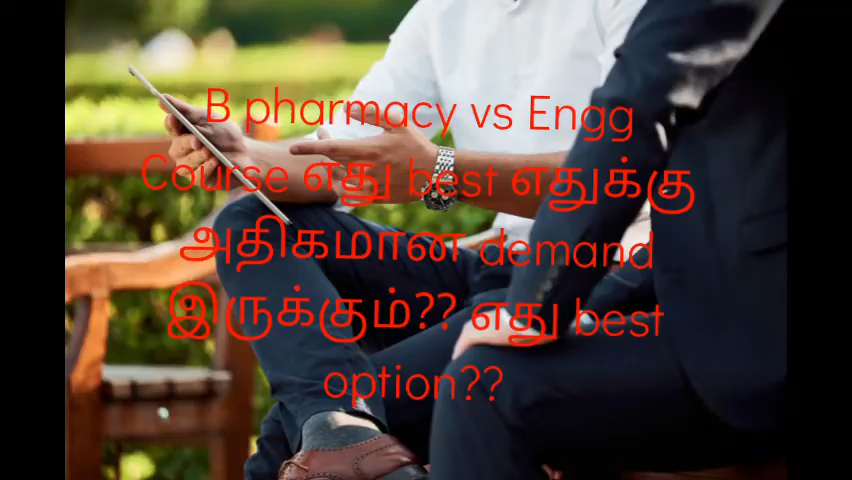 B pharmacy vs Engg
Course எது best எதுக்கு
அதிகமான demand
இருக்கும்?? எது best
option??